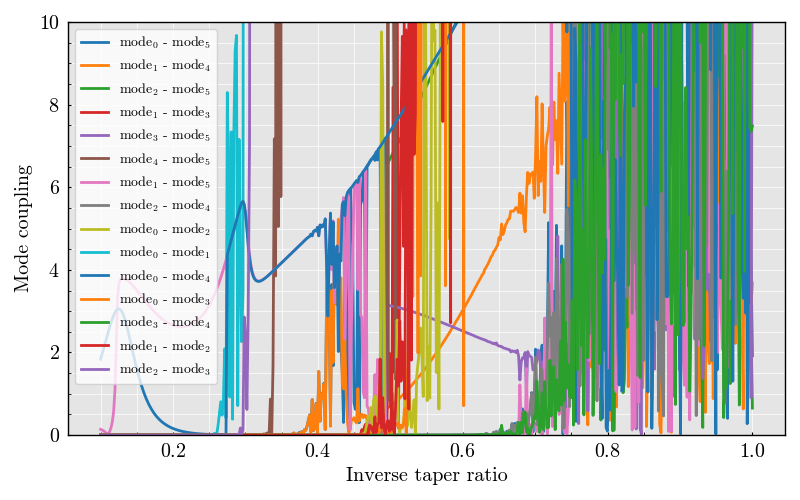 10
8
6
4
2
0
Mode coupling
mode₀ - mode₅
mode₁ - mode₄
mode₂ - mode₅
mode₁ - mode₃
mode₃ - mode₅
mode₄ - mode₅
mode₁ - mode₅
mode₂ - mode₄
mode₀ - mode₂
mode₀ - mode₁
mode₀ - mode₄
mode₀ - mode₃
mode₃ - mode₄
mode₁ - mode₂
mode₂ - mode₃
0.2 0.4 0.6 0.8 1.0
Inverse taper ratio